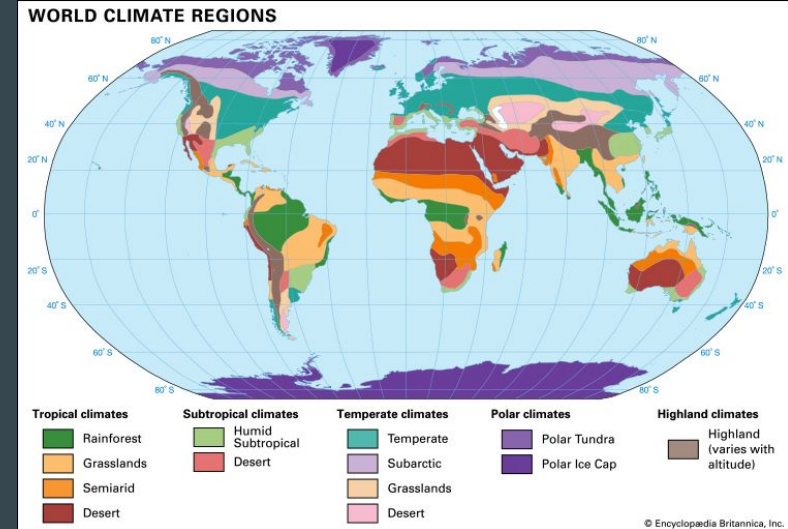 WORLD CLIMATE REGIONS
80° N
80° N
60° N
60° N
40° N
40° N
20° N
20° N
0°
0°
20° S
20° S
40° S
40° S
60° S
60° S
80° S
80° S
Tropical climates
Rainforest
Grasslands
Semiarid
Desert
Subtropical climates
Humid
Subtropical
Desert
Temperate climates
Temperate
Subarctic
Grasslands
Desert
Polar climates
Polar Tundra
Polar Ice Cap
Highland climates
Highland
(varies with
altitude)
© Encyclopædia Britannica, Inc.